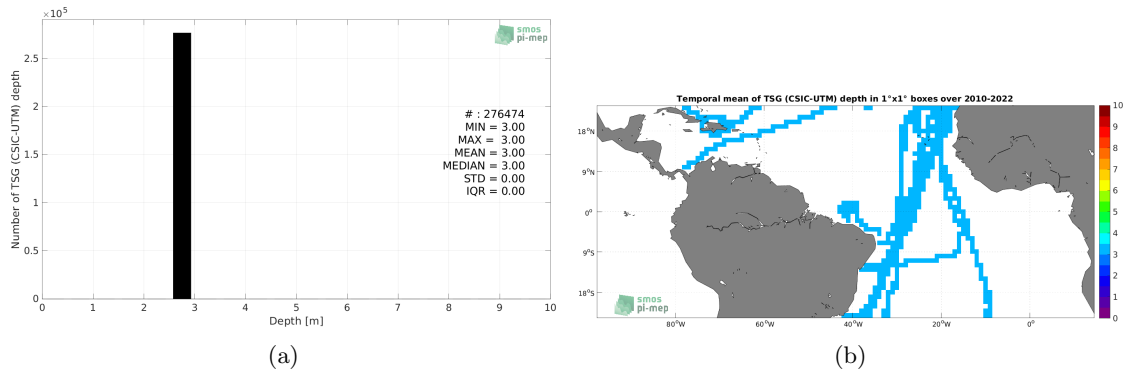 ×10⁵
smos
pi-mep
Number of TSG (CSIC-UTM) depth
2.5
2
1.5
1
0.5
0
# : 276474
MIN = 3.00
MAX = 3.00
MEAN = 3.00
MEDIAN = 3.00
STD = 0.00
IQR = 0.00
0 1 2 3 4 5 6 7 8 9 10
Depth [m]
(a)
Temporal mean of TSG (CSIC-UTM) depth in 1°x1° boxes over 2010-2022
18°N
9°N
0°
9°S
18°S
80°W 60°W 40°W 20°W 0°
smos
pi-mep
10
9
8
7
6
5
4
3
2
1
0
(b)